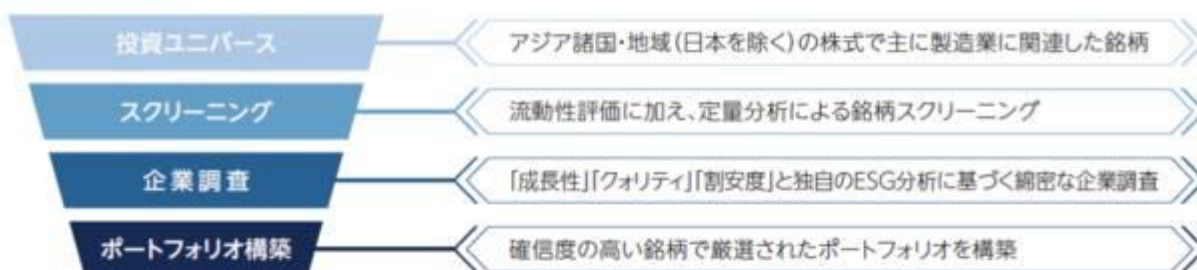 投資ユニバース
アジア諸国・地域(日本を除く)の株式で主に製造業に関連した銘柄
スクリーニング
流動性評価に加え、定量分析による銘柄スクリーニング
企業調査
「成長性」「クォリティ」「割安度」と独自のESG分析に基づく綿密な企業調査
ポートフォリオ構築
確信度の高い銘柄で厳選されたポートフォリオを構築